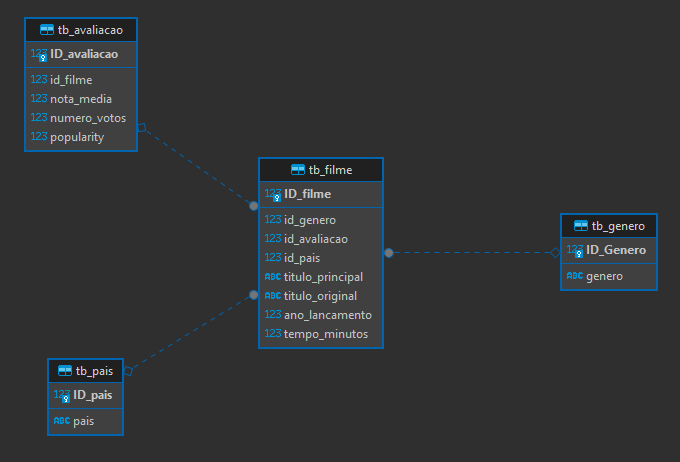 tb_avaliacao
123 ID_avaliacao
123 id_filme
123 nota_media
123 numero_votos
123 popularity
tb_filme
123 ID_filme
123 id_genero
123 id_avaliacao
123 id_pais
ABC titulo_principal
ABC titulo_original
123 ano_lancamento
123 tempo_minutos
tb_genero
123 ID_Genero
ABC genero
tb_pais
123 ID_pais
ABC pais